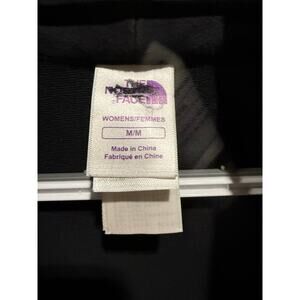 THE
NORTH
FACE
WOMENS/FEMMES
M/M
Made in China
Fabriqué en Chine